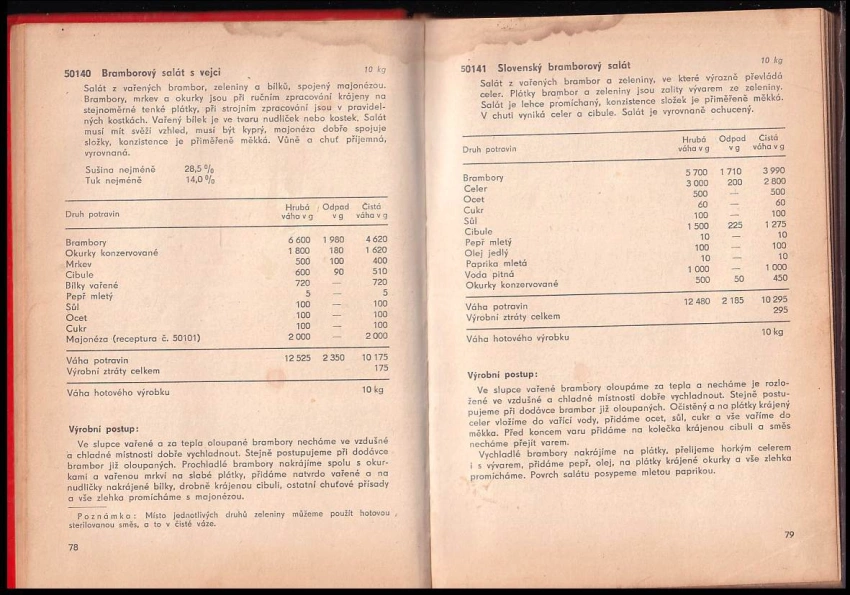 50140 Bramborový salát s vejci 10 kg
Salát z vařených brambor, zeleniny a bílků, spojený majonézou.
Brambory, mrkev a okurky jsou při ručním zpracování krájeny na
stejnoměrné tenké plátky, při strojním zpracování jsou v pravidel-
ných kostkách. Vařený bílek je ve tvaru nudliček nebo kostek. Salát
musí mít svěží vzhled, musí být kyprý, majonéza dobře spojuje
složky, konzistence je přiměřeně měkká. Vůně a chuť příjemná,
vyrovnaná.
Sušina nejméně 28,5 %
Tuk nejméně 14,0 %
Druh potravin Hrubá váha v g Odpad v g Čistá váha v g
Brambory 6 600 1 980 4 620
Okurky konzervované 1 800 180 1 620
Mrkev 500 100 400
Cibule 600 90 510
Bílky vařené 720 — 720
Pepř mletý 5 — 5
Sůl 100 — 100
Ocet 100 — 100
Cukr 100 — 100
Majonéza (receptura č. 50101) 2 000 — 2 000
Váha potravin 12 525 2 350 10 175
Výrobní ztráty celkem 175
Váha hotového výrobku 10 kg
Výrobní postup:
Ve slupce vařené a za tepla oloupané brambory necháme ve vzdušné
a chladné místnosti dobře vychladnout. Stejně postupujeme při dodávce
brambor již oloupaných. Prochladlé brambory nakrájíme spolu s okur-
kami a vařenou mrkví na slabé plátky, přidáme natvrdo vařené a na
nudličky nakrájené bílky, drobně krájenou cibuli, ostatní chuťové přísady
a vše zlehka promícháme s majonézou.
Poznámka: Místo jednotlivých druhů zeleniny můžeme použít hotovou
sterilovanou směs, a to v čisté váze.
78
50141 Slovenský bramborový salát 10 kg
Salát z vařených brambor a zeleniny, ve které výrazně převládá
celer. Plátky brambor a zeleniny jsou zality vývarem ze zeleniny.
Salát je lehce promíchaný, konzistence složek je přiměřeně měkká.
V chuti vyniká celer a cibule. Salát je vyrovnaně ochucený.
Druh potravin Hrubá váha v g Odpad v g Čistá váha v g
Brambory 5 700 1 710 3 990
Celer 3 000 200 2 800
Ocet 500 — 500
Cukr 60 — 60
Sůl 100 — 100
Cibule 1 500 225 1 275
Pepř mletý 10 — 10
Olej jedlý 100 — 100
Paprika mletá 10 — 10
Voda pitná 1 000 — 1 000
Okurky konzervované 500 50 450
Váha potravin 12 480 2 185 10 295
Výrobní ztráty celkem 295
Váha hotového výrobku 10 kg
Výrobní postup:
Ve slupce vařené brambory oloupáme za tepla a necháme je rozlo-
žené ve vzdušné a chladné místnosti dobře vychladnout. Stejně postu-
pujeme při dodávce brambor již oloupaných. Očištěný a na plátky krájený
celer vložíme do vařící vody, přidáme ocet, sůl, cukr a vše vaříme do
měkka. Před koncem varu přidáme na kolečka krájenou cibuli a směs
necháme přejít varem.
Vychladlé brambory nakrájíme na plátky, přelijeme horkým celerem
i s vývarem, přidáme pepř, olej, na plátky krájené okurky a vše zlehka
promícháme. Povrch salátu posypeme mletou paprikou.
79